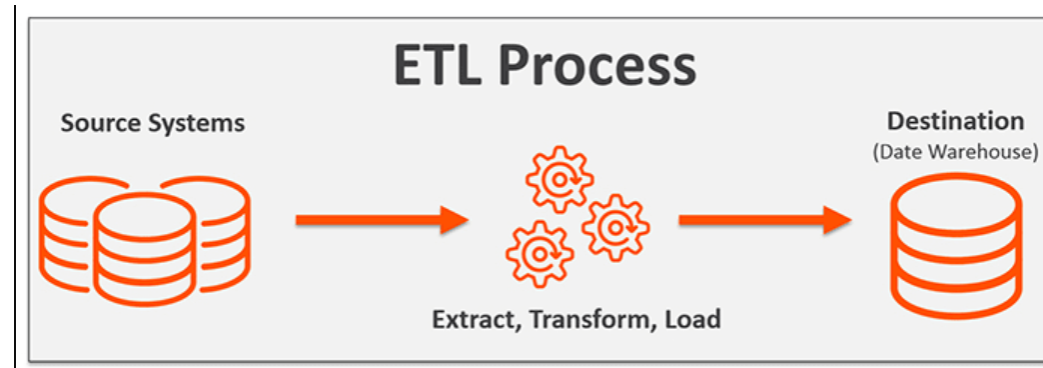 ETL Process
Source Systems
Destination
(Date Warehouse)
Extract, Transform, Load